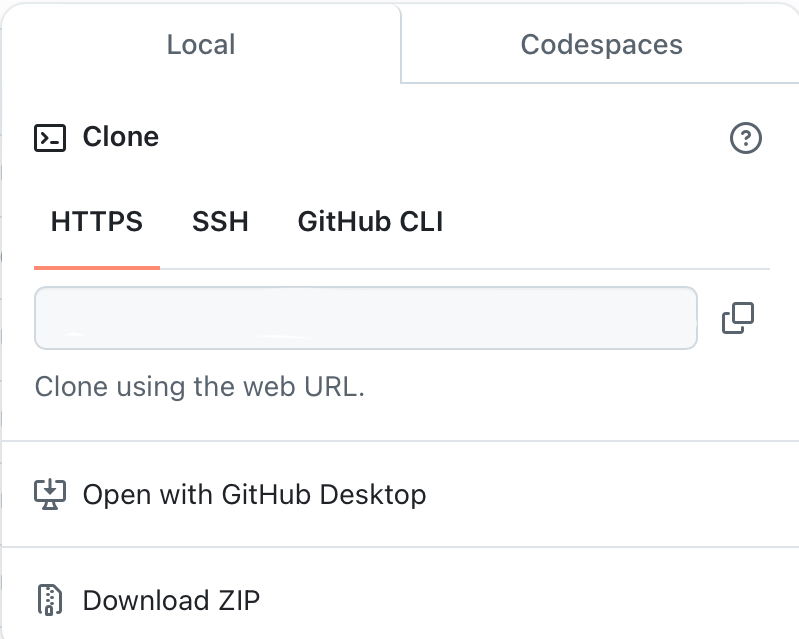 Local Codespaces
Clone
HTTPS SSH GitHub CLI
Clone using the web URL.
Open with GitHub Desktop
Download ZIP